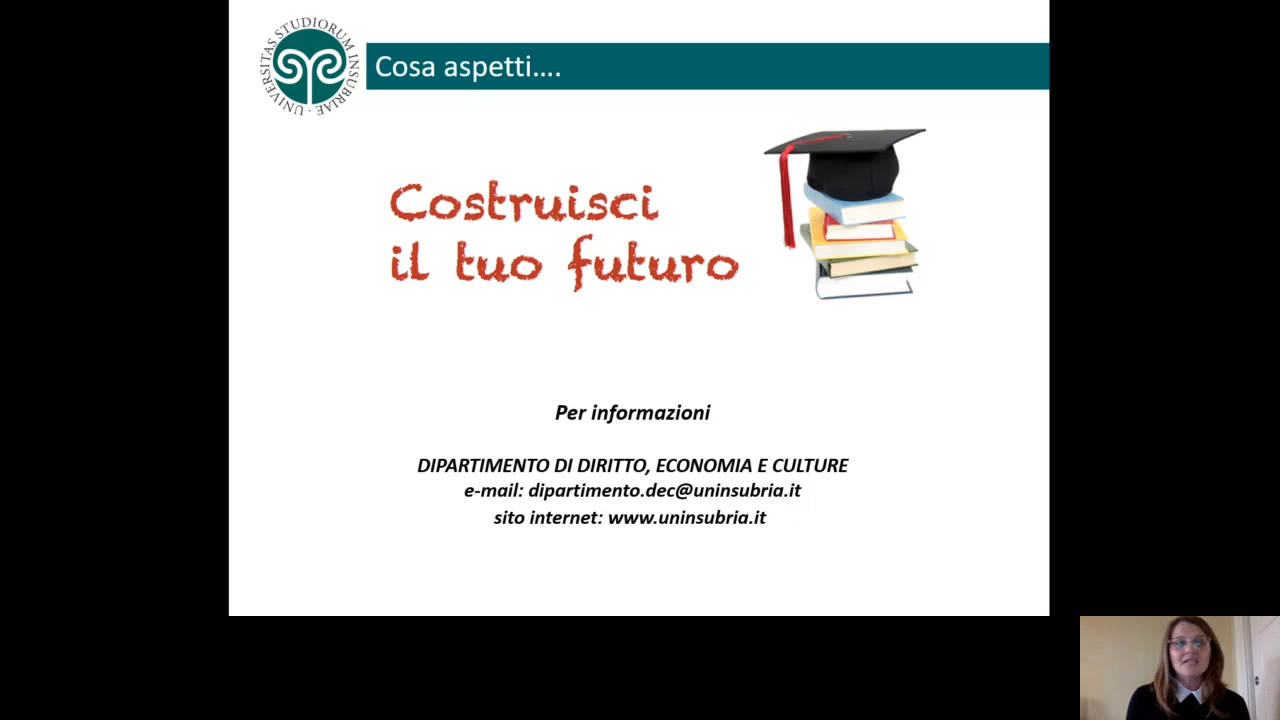 UNIVERSITAS STUDIORUM INSUBRIAE -
Cosa aspetti....
Costruisci
il tuo futuro
Per informazioni
DIPARTIMENTO DI DIRITTO, ECONOMIA E CULTURE
e-mail: dipartimento.dec@uninsubria.it
sito internet: www.uninsubria.it